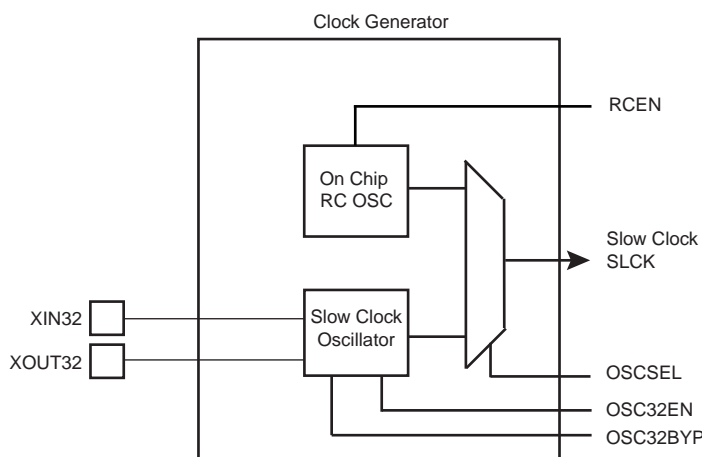 Clock Generator
RCEN
On Chip
RC OSC
Slow Clock
SLCK
XIN32
Slow Clock
Oscillator
XOUT32
OSCSEL
OSC32EN
OSC32BYP